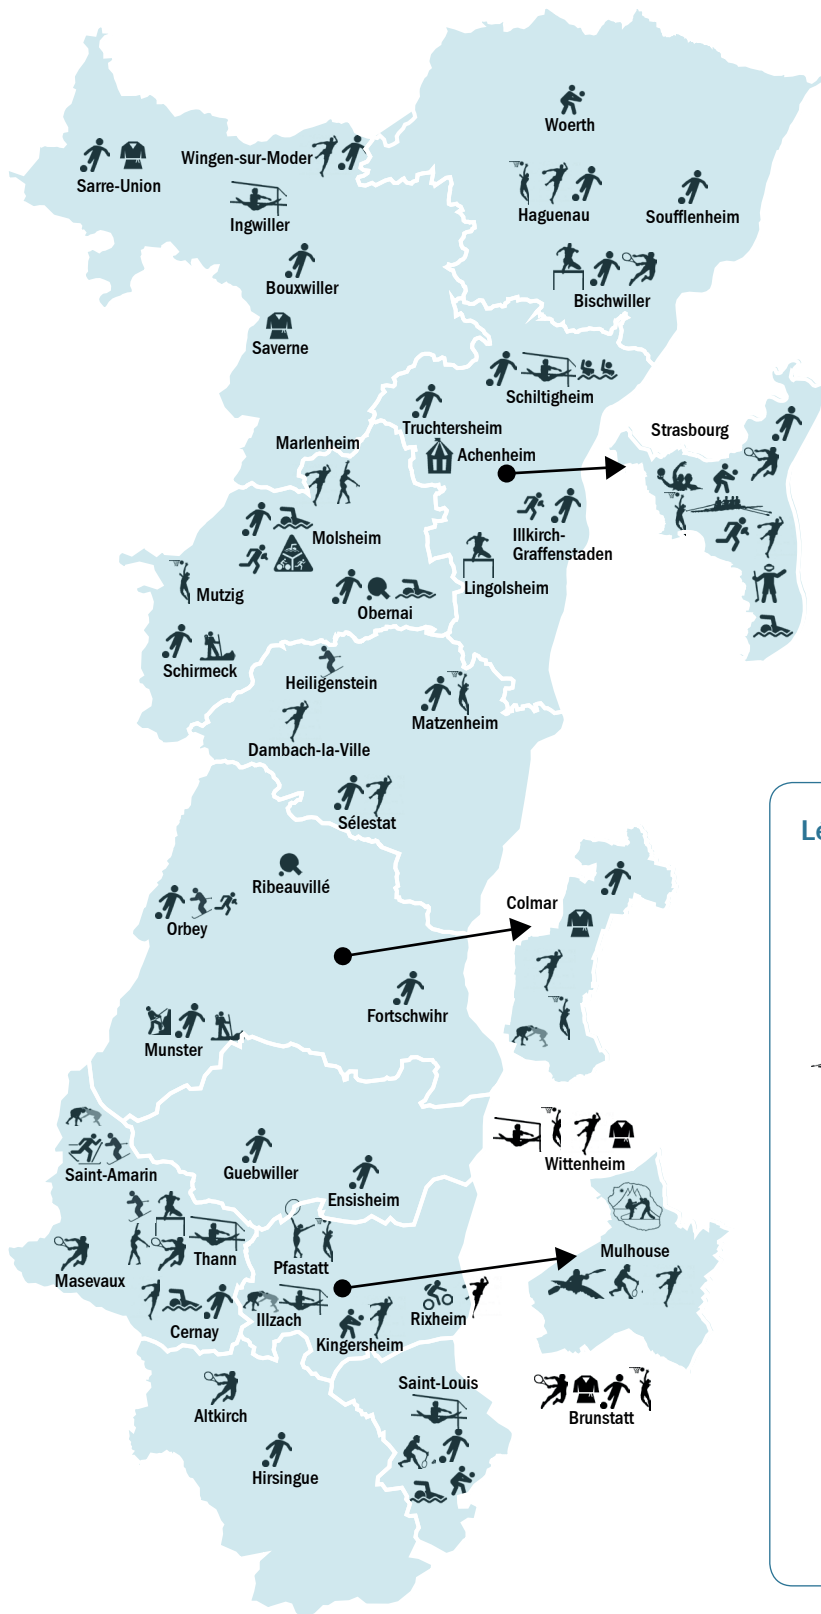 Woerth
Wingen-sur-Moder
Sarre-Union
Ingwiller
Haguenau
Soufflenheim
Bouxwiller
Bischwiller
Saverne
Schiltigheim
Truchtersheim
Strasbourg
Marlenheim
Achenheim
Molsheim
Illkirch-
Graffenstaden
Mutzig
Lingolsheim
Obernai
Schirmeck
Heiligenstein
Matzenheim
Dambach-la-Ville
Sélestat
Le
Ribeauvillé
Colmar
Orbey
Fortschwihr
Munster
Wittenheim
Saint-Amarin
Guebwiller
Ensisheim
Thann
Mulhouse
Pfastatt
Masevaux
Illzach
Rixheim
Cernay
Kingersheim
Saint-Louis
Altkirch
Brunstatt
Hirsingue